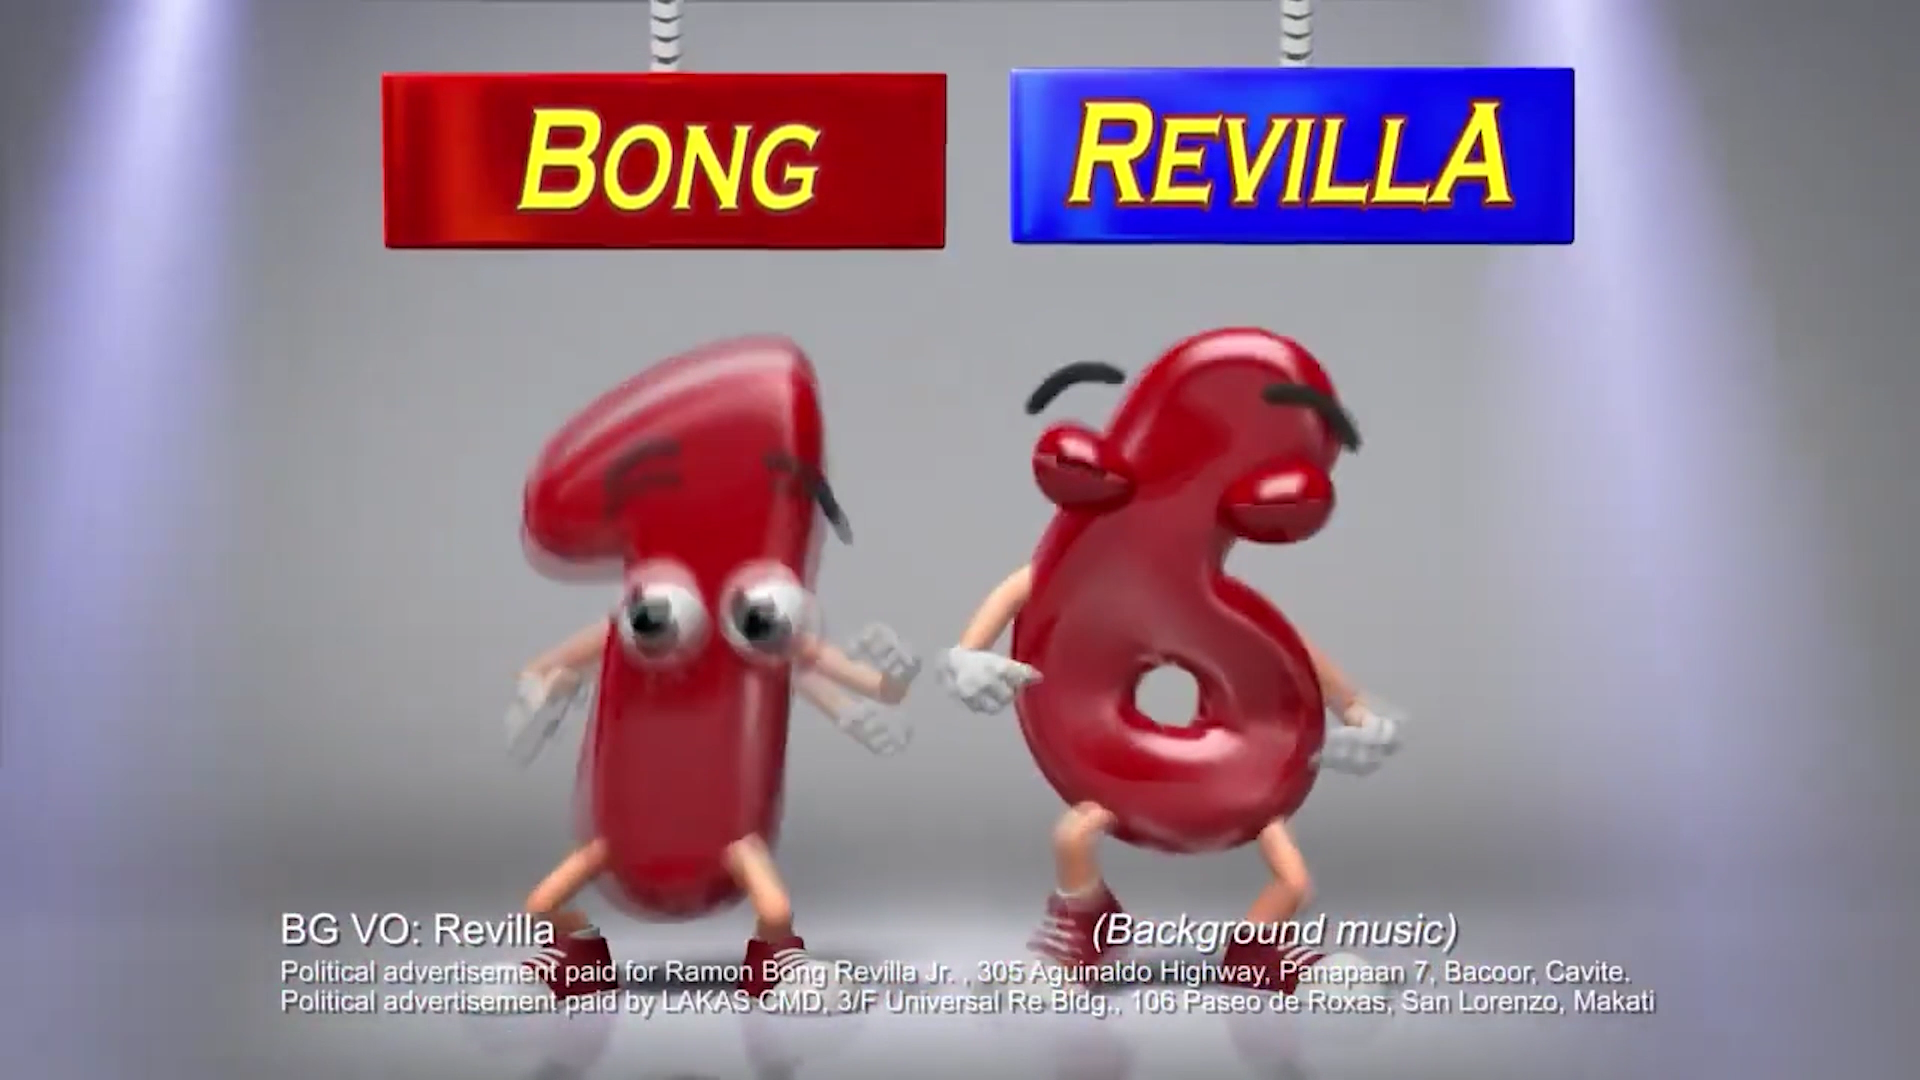 BONG
REVILLA
16
BG VO: Revilla
(Background music)
Political advertisement paid for Ramon Bong Revilla Jr. , 305 Aguinaldo Highway, Panapaan 7, Bacoor, Cavite.
Political advertisement paid by LAKAS CMD, 3/F Universal Re Bldg., 106 Paseo de Roxas, San Lorenzo, Makati